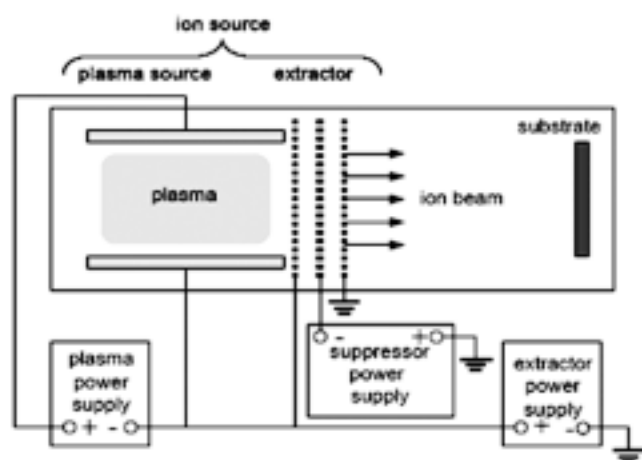 ion source
plasma source extractor
substrate
plasma
ion beam
- +
suppressor
power
supply
plasma
power
supply
+ -
extractor
power
supply
+ -